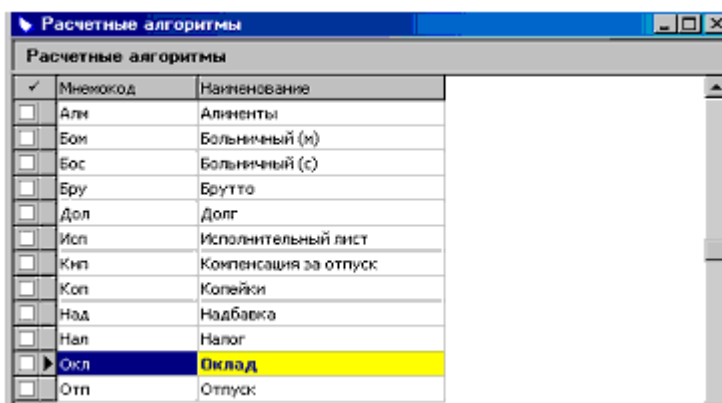 Расчетные алгоритмы
Расчетные алгоритмы
✓ Мнемокод Наименование
Алм Алименты
Бом Больничный (м)
Бос Больничный (с)
Бру Брутто
Дол Долг
Исп Исполнительный лист
Кнп Компенсация за отпуск
Коп Копейки
Над Надбавка
Нал Налог
Окл Оклад
Отп Отпуск